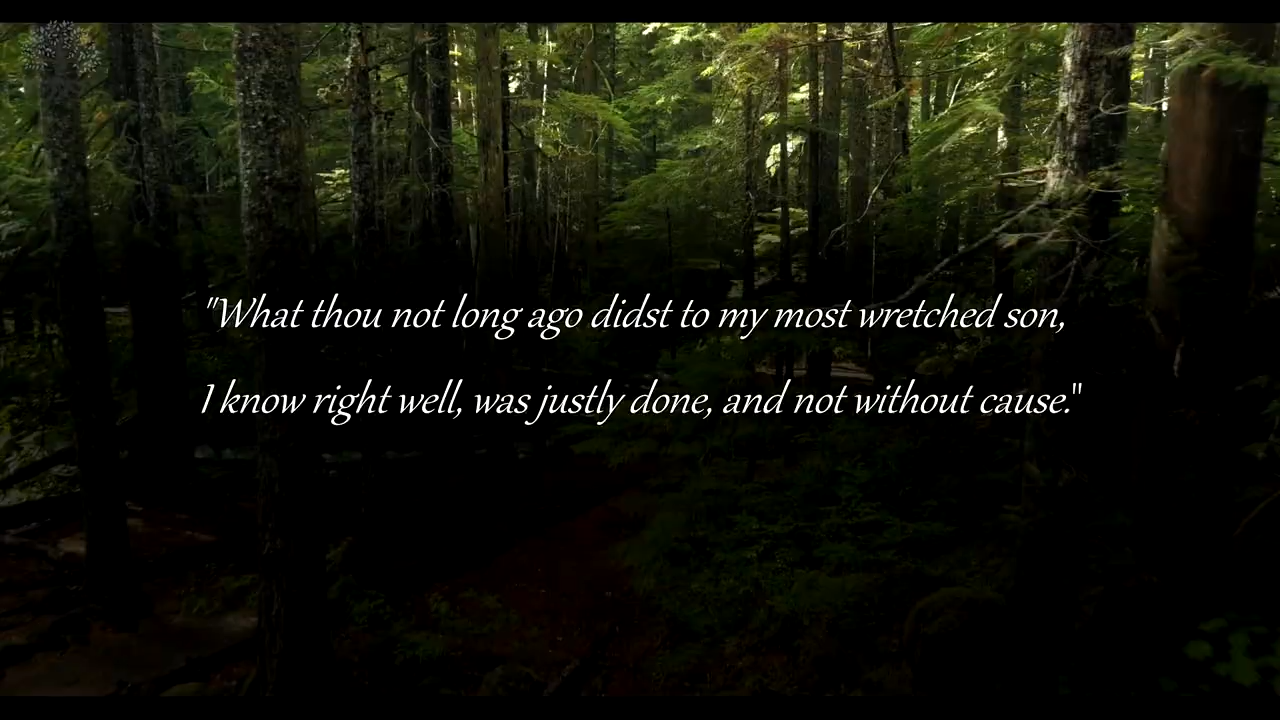 "What thou not long ago didst to my most wretched son,
I know right well, was justly done, and not without cause."